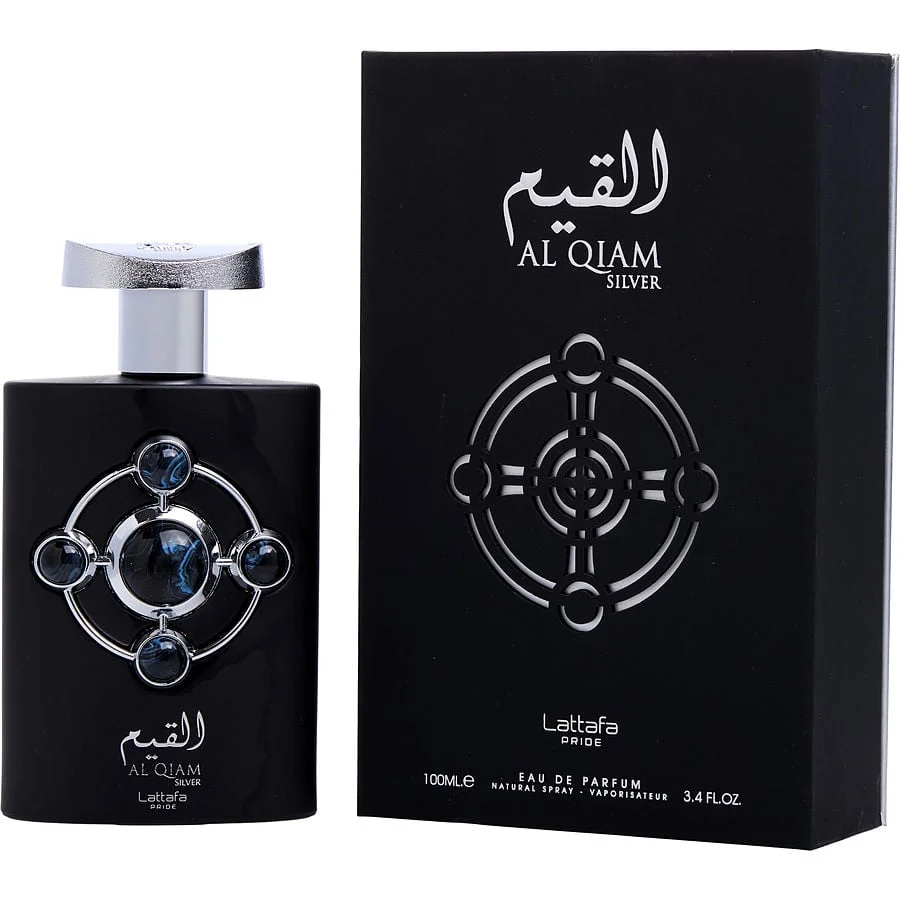 القيم
AL QIAM
SILVER
Lattafa
PRIDE
القيم
AL QIAM
SILVER
Lattafa
PRIDE
100ML.e
EAU DE PARFUM
NATURAL SPRAY - VAPORISATEUR
3.4 FL.OZ.